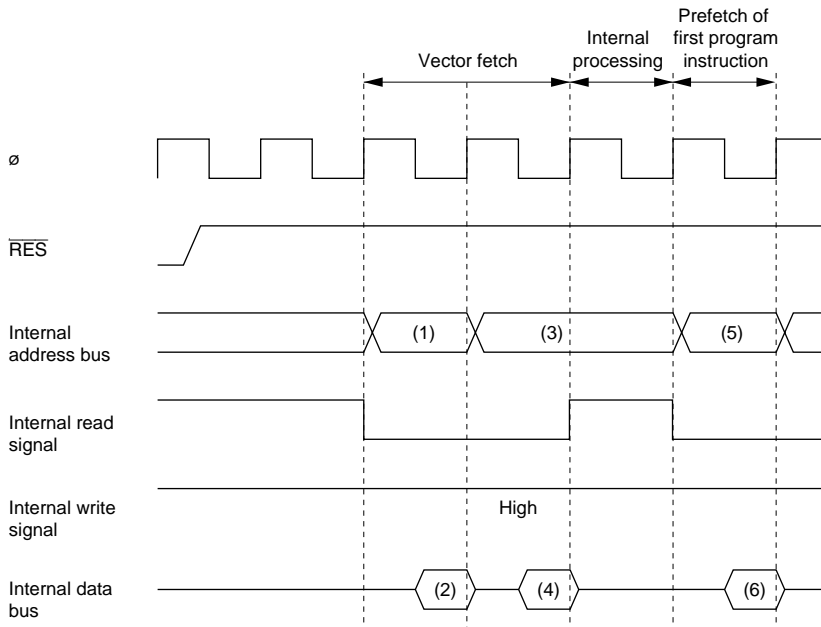 Prefetch of
first program
instruction
Internal
processing
Vector fetch
ø
RES
Internal
address bus
(1)
(3)
(5)
Internal read
signal
Internal write
signal
High
Internal data
bus
(2)
(4)
(6)